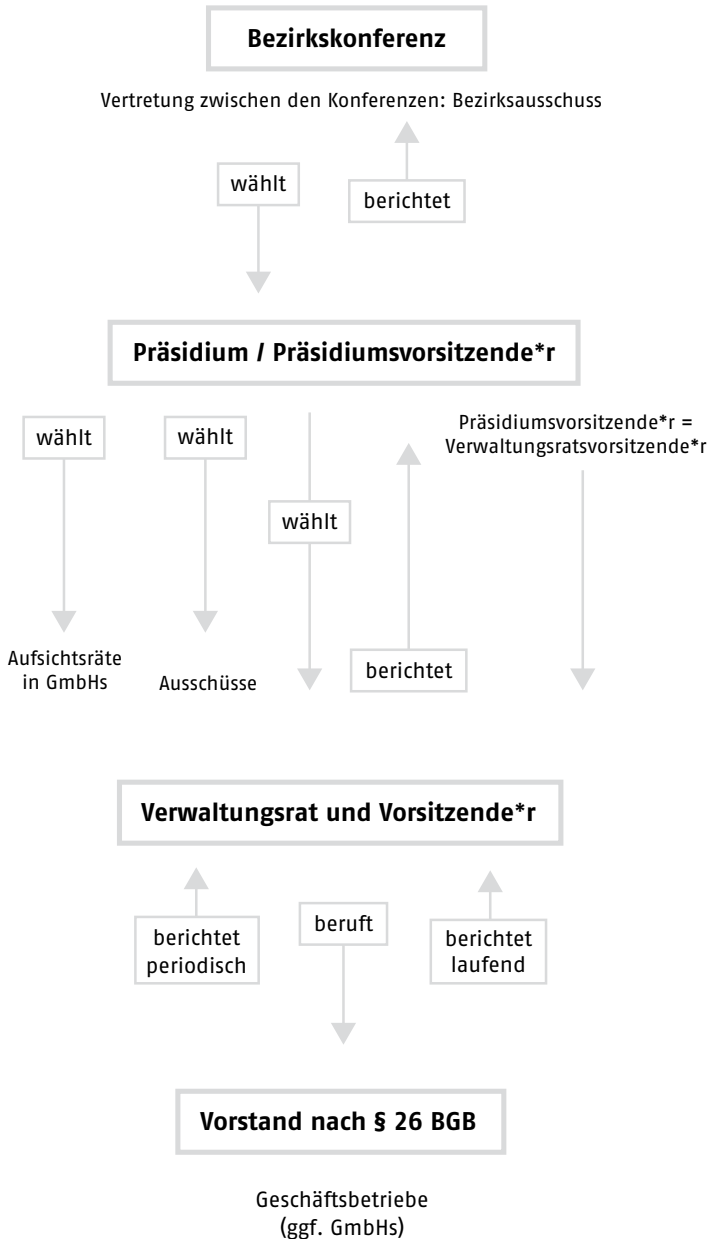 Bezirkskonferenz
Vertretung zwischen den Konferenzen: Bezirksausschuss
wählt
berichtet
Präsidium / Präsidiumsvorsitzende*r
wählt
wählt
Präsidiumsvorsitzende*r =
Verwaltungsratsvorsitzende*r
wählt
berichtet
Aufsichtsräte
in GmbHs
Ausschüsse
Verwaltungsrat und Vorsitzende*r
berichtet
periodisch
beruft
berichtet
laufend
Vorstand nach § 26 BGB
Geschäftsbetriebe
(ggf. GmbHs)